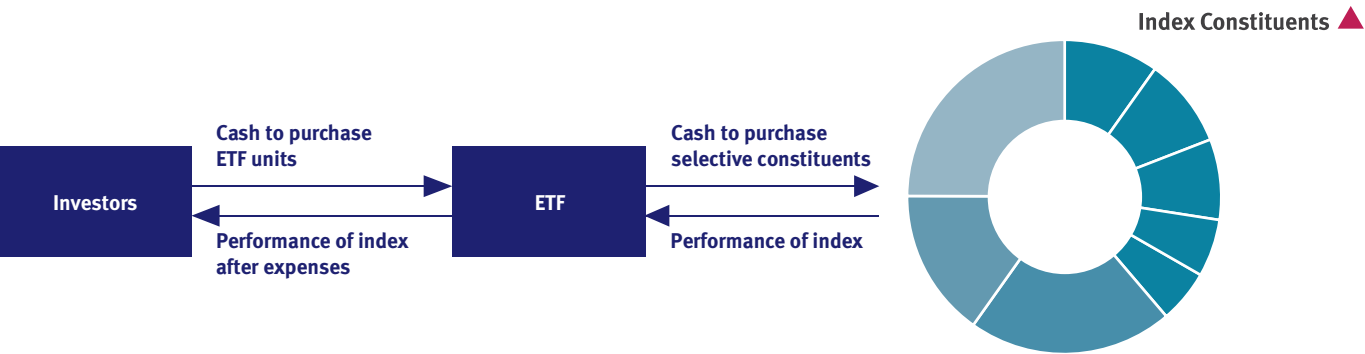 Index Constituents
Cash to purchase
ETF units
Cash to purchase
selective constituents
Investors
ETF
Performance of index
after expenses
Performance of index